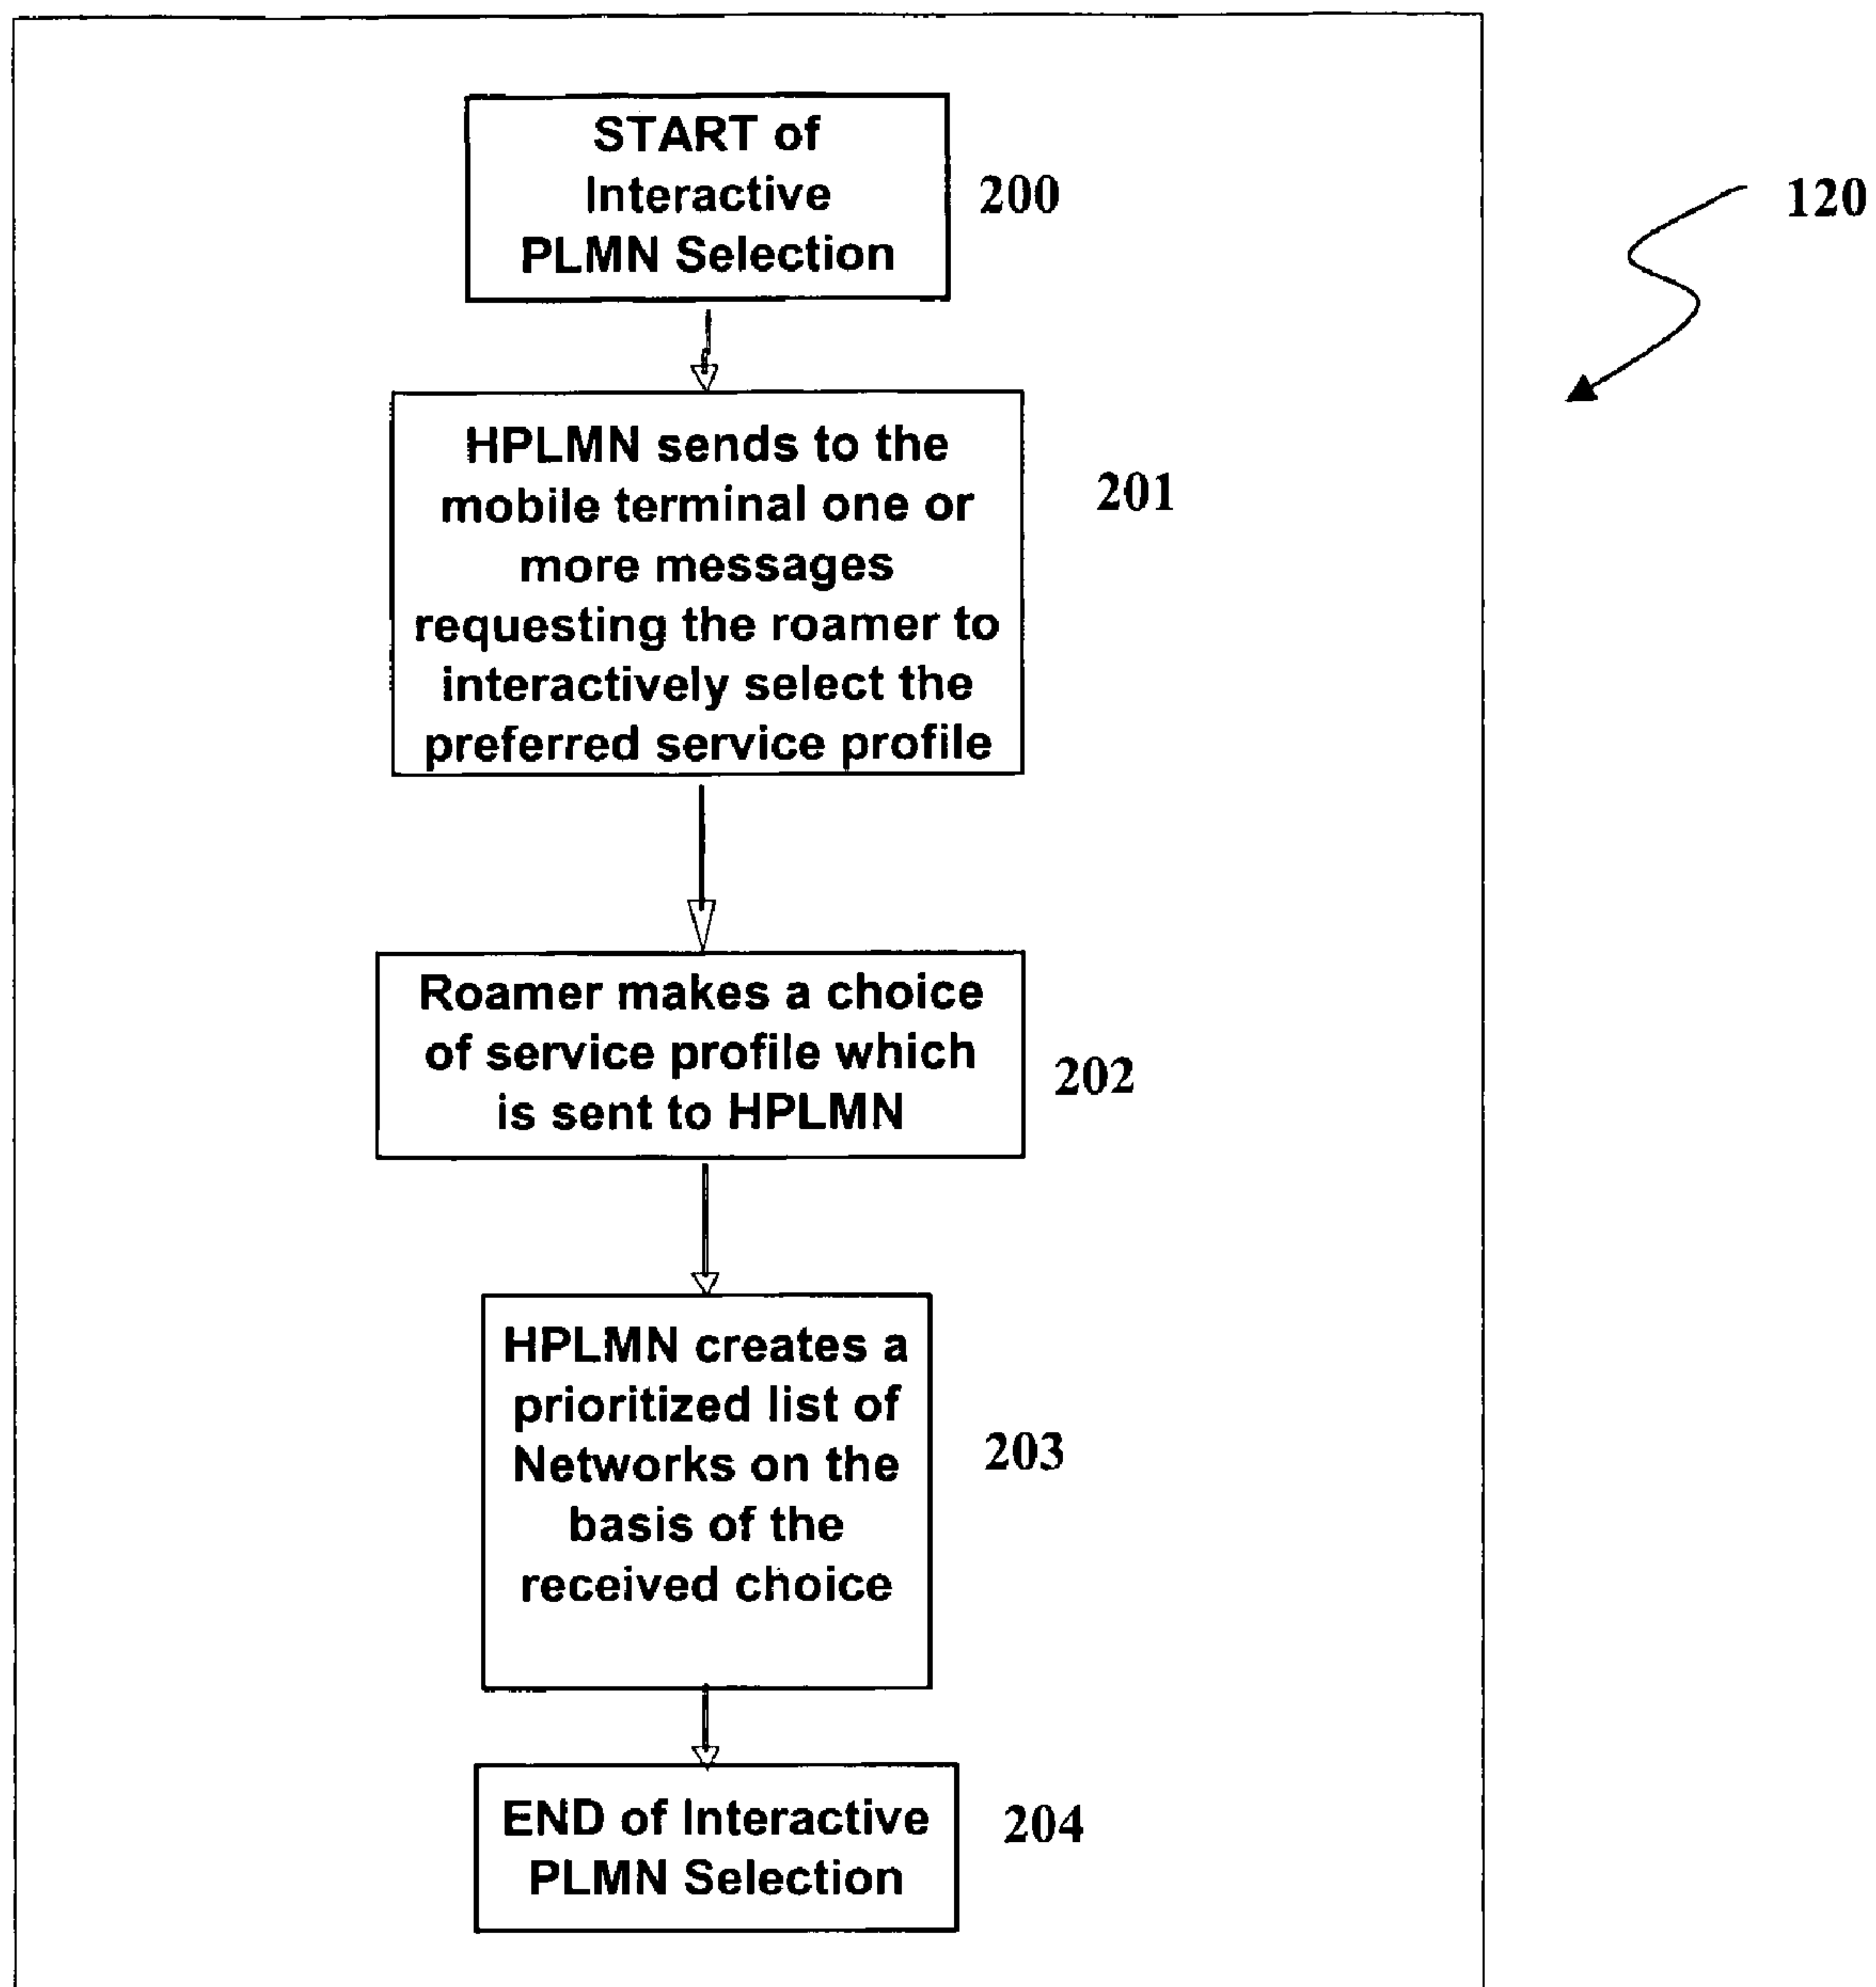 START of
Interactive
PLMN Selection
200
120
HPLMN sends to the
mobile terminal one or
more messages
requesting the roamer to
interactively select the
preferred service profile
201
Roamer makes a choice
of service profile which
is sent to HPLMN
202
HPLMN creates a
prioritized list of
Networks on the
basis of the
received choice
203
END of Interactive
PLMN Selection
204